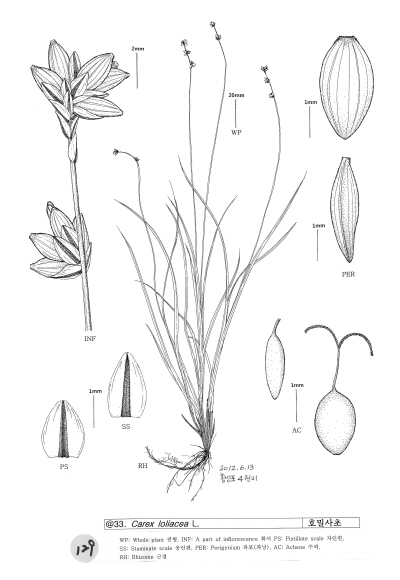 2mm
20mm
WP
1mm
1mm
PER
INF
1mm
SS
1mm
AC
PS
RH
2012.6.13
@33. Carex loliacea L. 호밀사초
WP: Whole plant 전형, INF: A part of inflorescence 화서 PS: Pistillate scale 자인편,
SS: Staminate scale 웅인편, PER: Perigynium 과포(과낭), AC: Achene 수과,
RH: Rhizome 근경
129